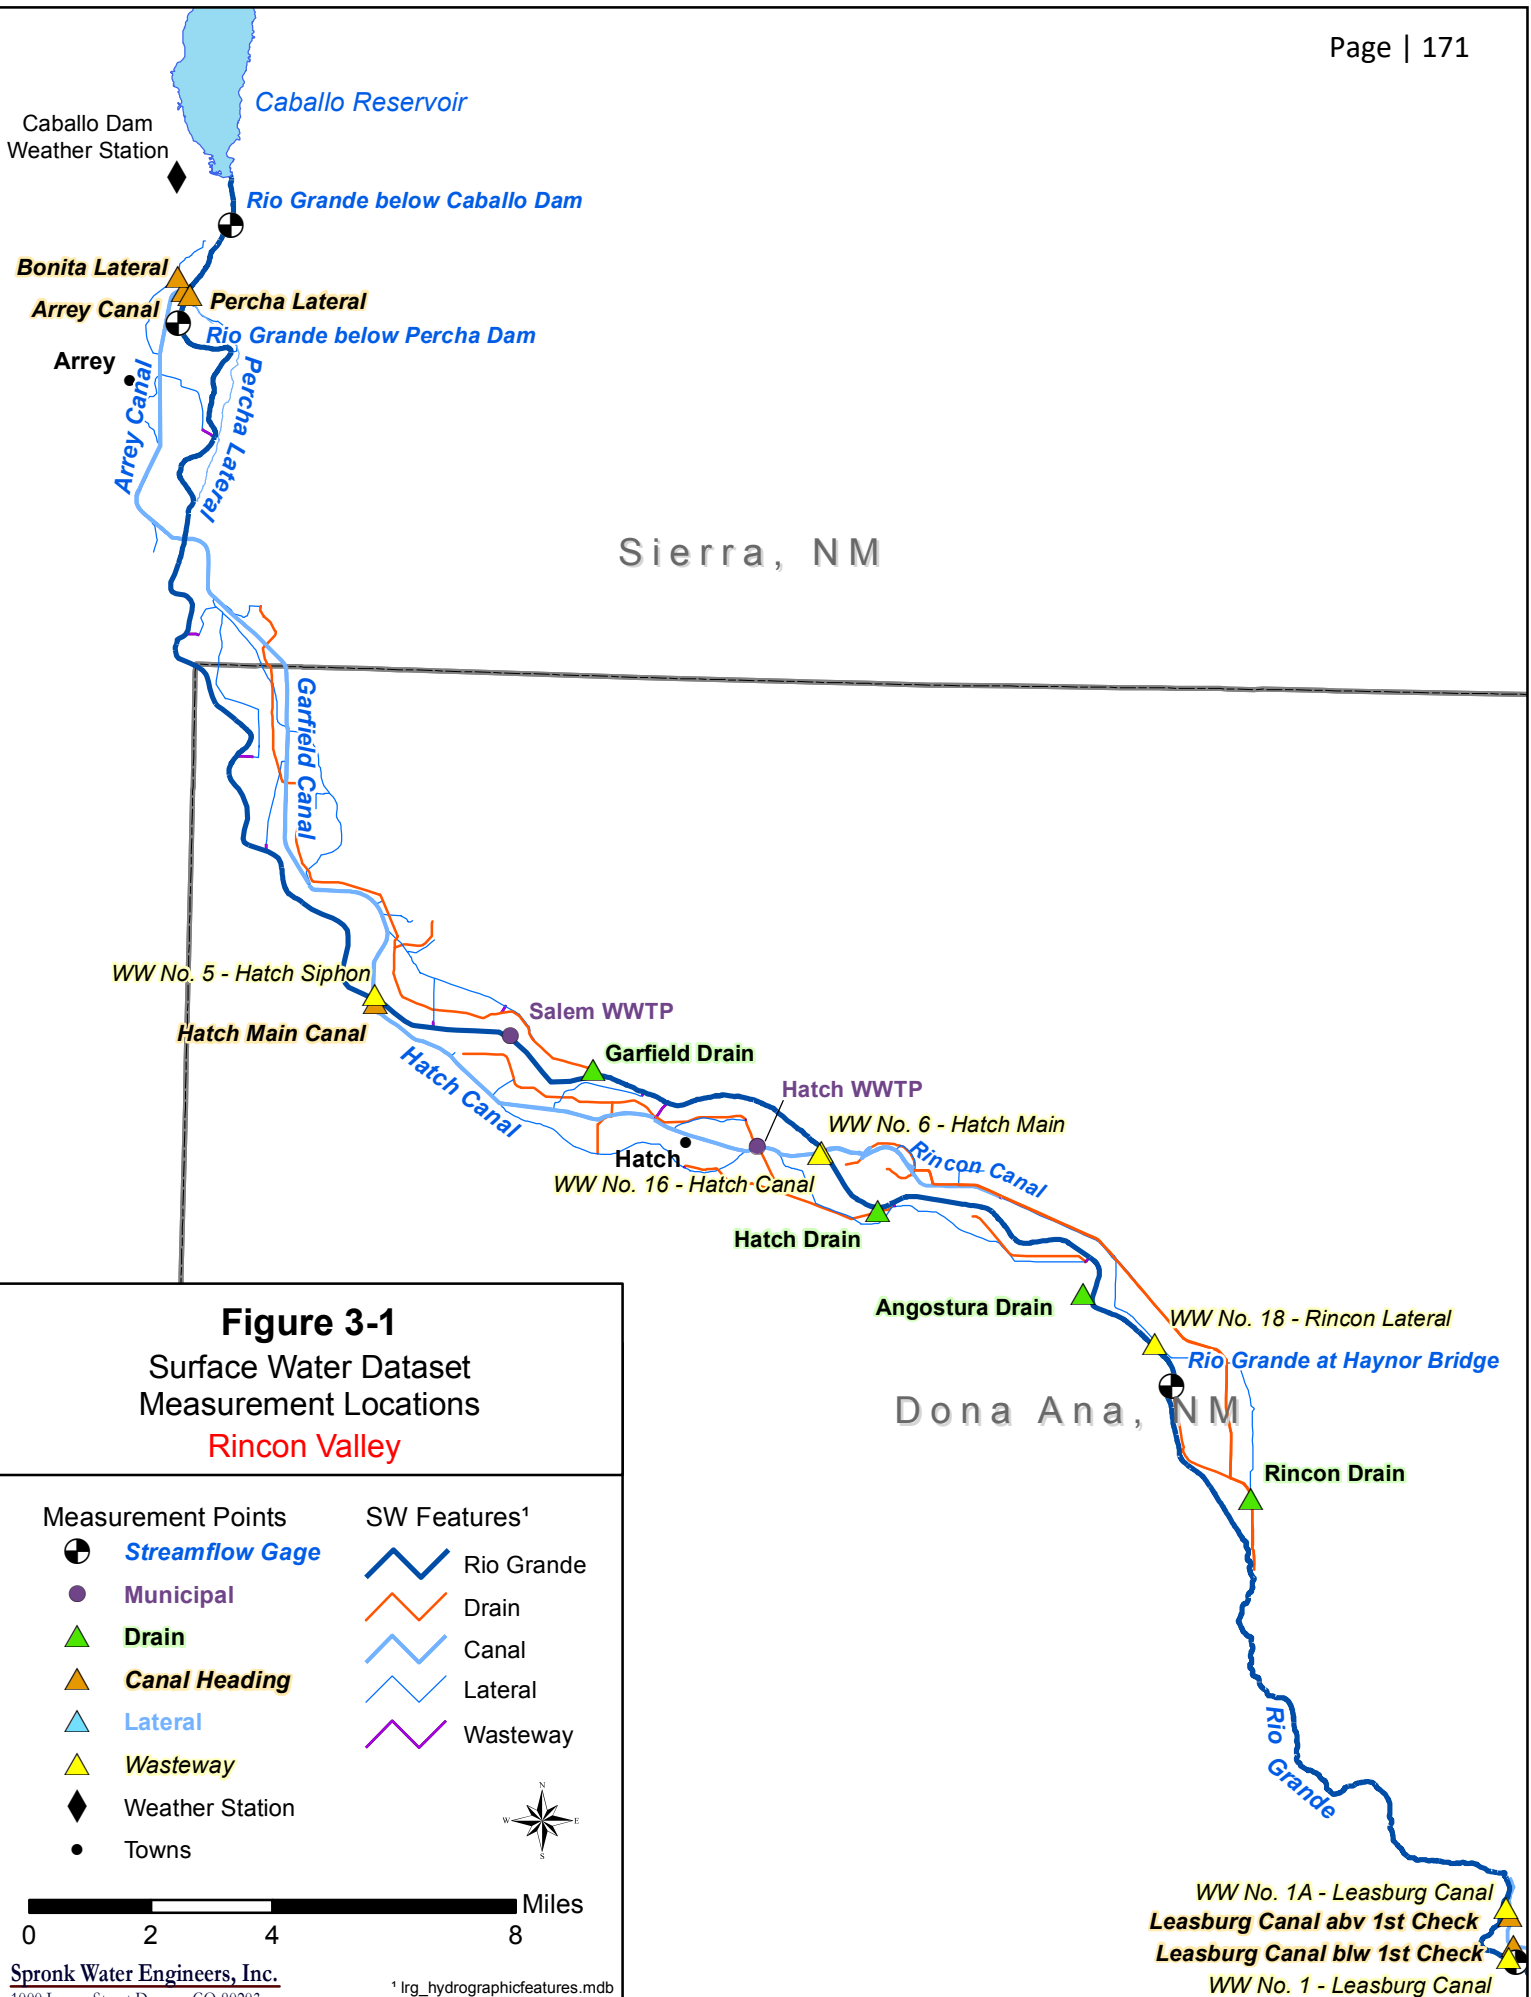 Page | 171
Caballo Reservoir
Caballo Dam
Weather Station
Rio Grande below Caballo Dam
Bonita Lateral
Arrey Canal
Percha Lateral
Rio Grande below Percha Dam
Arrey
Arrey Canal
Percha Lateral
Sierra, NM
Garfield Canal
WW No. 5 - Hatch Siphon
Hatch Main Canal
Salem WWTP
Garfield Drain
Hatch Canal
Hatch WWTP
WW No. 6 - Hatch Main
Hatch
Rincon Canal
WW No. 16 - Hatch Canal
Hatch Drain
Angostura Drain
WW No. 18 - Rincon Lateral
Rio Grande at Haynor Bridge
Dona Ana, NM
Rincon Drain
Rio Grande
WW No. 1A - Leasburg Canal
Leasburg Canal abv 1st Check
Leasburg Canal blw 1st Check
WW No. 1 - Leasburg Canal
Figure 3-1
Surface Water Dataset
Measurement Locations
Rincon Valley
Measurement Points
Streamflow Gage
Municipal
Drain
Canal Heading
Lateral
Wasteway
Weather Station
Towns
SW Features¹
Rio Grande
Drain
Canal
Lateral
Wasteway
N
W E
S
Miles
0 2 4 8
Spronk Water Engineers, Inc.
¹ lrg_hydrographicfeatures.mdb